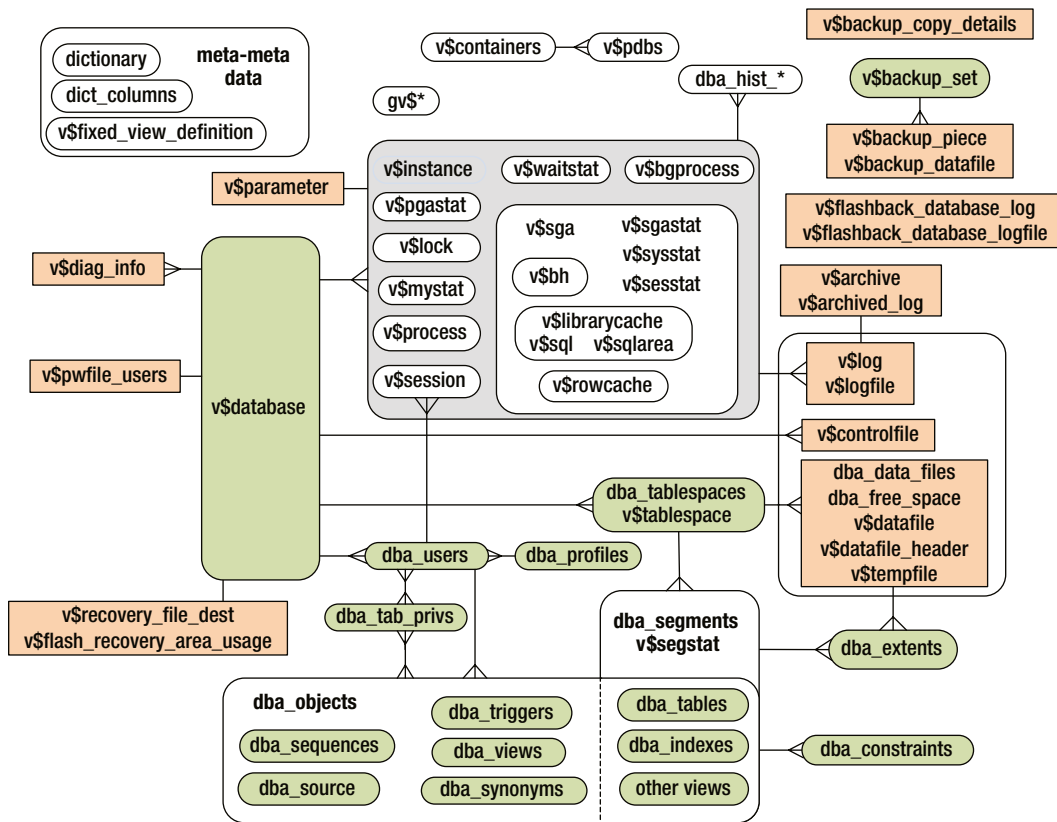 v$backup_copy_details
v$containers
v$pdbs
dictionary
meta-meta
data
dict_columns
v$fixed_view_definition
gv$*
dba_hist_*
v$backup_set
v$backup_piece
v$backup_datafile
v$parameter
v$instance
v$waitstat
v$bgprocess
v$pgastat
v$lock
v$mystat
v$process
v$session
v$sga
v$sgastat
v$sysstat
v$sesstat
v$bh
v$librarycache
v$sql v$sqlarea
v$rowcache
v$flashback_database_log
v$flashback_database_logfile
v$diag_info
v$archive
v$archived_log
v$log
v$logfile
v$pwfile_users
v$database
v$controlfile
dba_tablespaces
v$tablespace
dba_data_files
dba_free_space
v$datafile
v$datafile_header
v$tempfile
dba_users
dba_profiles
v$recovery_file_dest
v$flash_recovery_area_usage
dba_tab_privs
dba_segments
v$segstat
dba_extents
dba_objects
dba_triggers
dba_tables
dba_sequences
dba_views
dba_indexes
dba_constraints
dba_source
dba_synonyms
other views